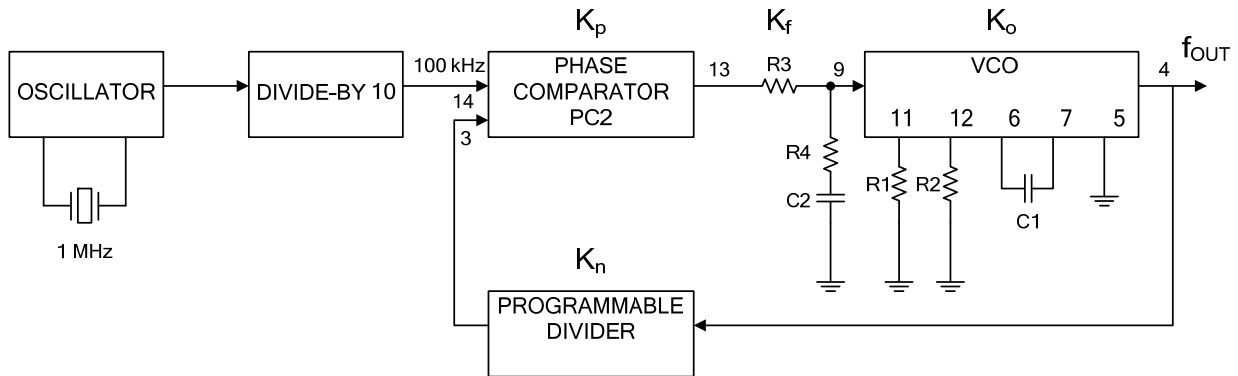 Kp
Kf
Ko
fOUT
OSCILLATOR
DIVIDE-BY 10
100 kHz
14
3
PHASE
COMPARATOR
PC2
13
R3
9
VCO
4
11
12
6
7
5
R4
C2
R1
R2
C1
1 MHz
Kn
PROGRAMMABLE
DIVIDER